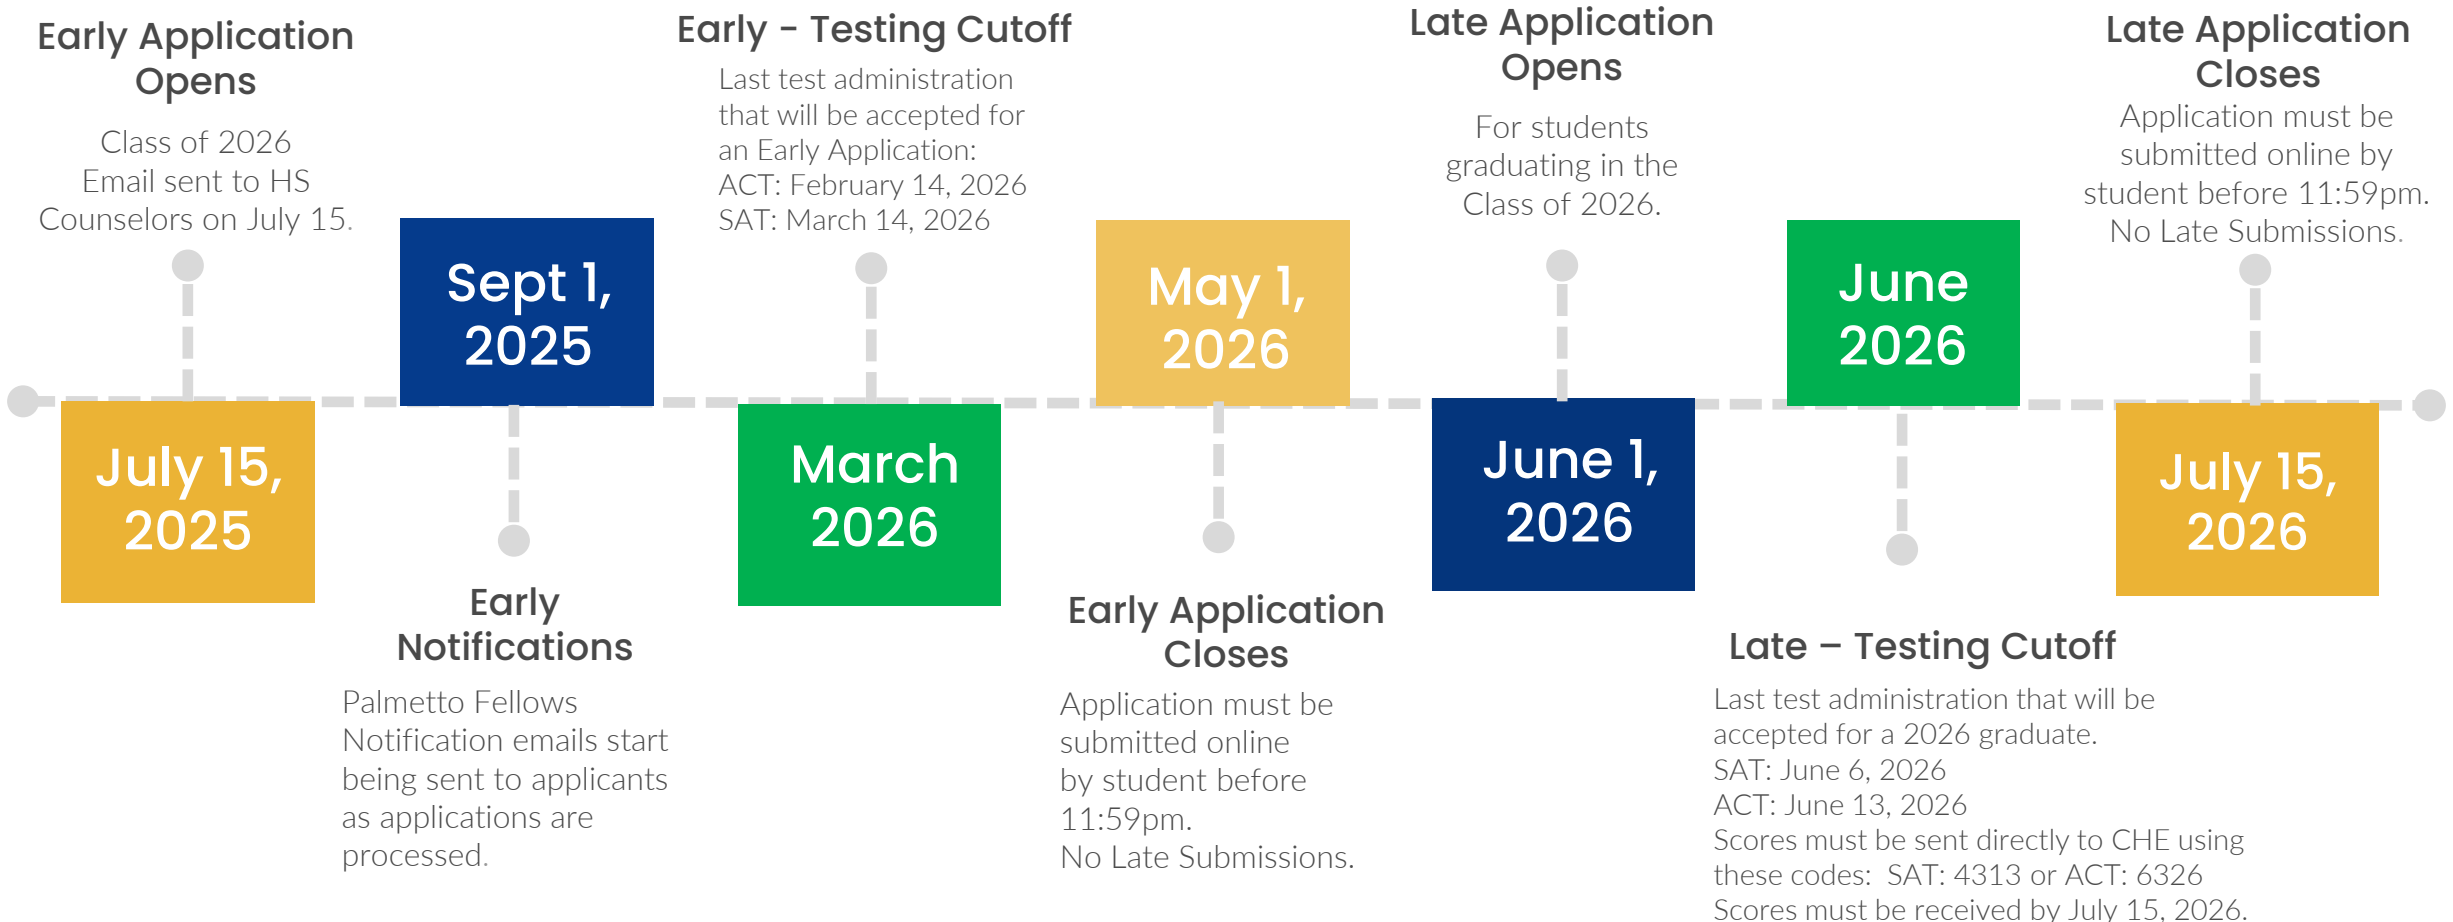 Early Application
Opens
Class of 2026
Email sent to HS
Counselors on July 15.
July 15,
2025
Sept 1,
2025
Early
Notifications
Palmetto Fellows
Notification emails start
being sent to applicants
as applications are
processed.
Early - Testing Cutoff
Last test administration
that will be accepted for
an Early Application:
ACT: February 14, 2026
SAT: March 14, 2026
March
2026
May 1,
2026
Early Application
Closes
Application must be
submitted online
by student before
11:59pm.
No Late Submissions.
Late Application
Opens
For students
graduating in the
Class of 2026.
June 1,
2026
June
2026
Late – Testing Cutoff
Last test administration that will be
accepted for a 2026 graduate.
SAT: June 6, 2026
ACT: June 13, 2026
Scores must be sent directly to CHE using
these codes:  SAT: 4313 or ACT: 6326
Scores must be received by July 15, 2026.
Late Application
Closes
Application must be
submitted online by
student before 11:59pm.
No Late Submissions.
July 15,
2026